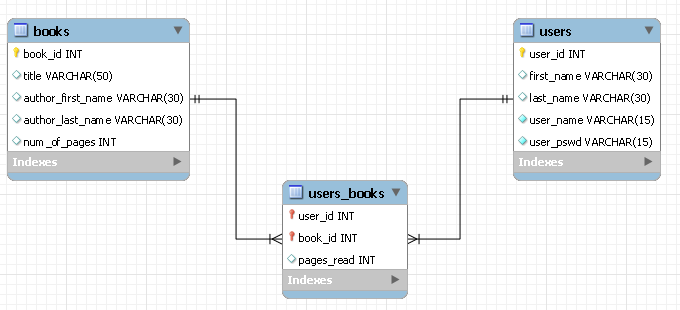 books
book_id INT
title VARCHAR(50)
author_first_name VARCHAR(30)
author_last_name VARCHAR(30)
num _of_pages INT
Indexes
users
user_id INT
first_name VARCHAR(30)
last_name VARCHAR(30)
user_name VARCHAR(15)
user_pswd VARCHAR(15)
Indexes
users_books
user_id INT
book_id INT
pages_read INT
Indexes